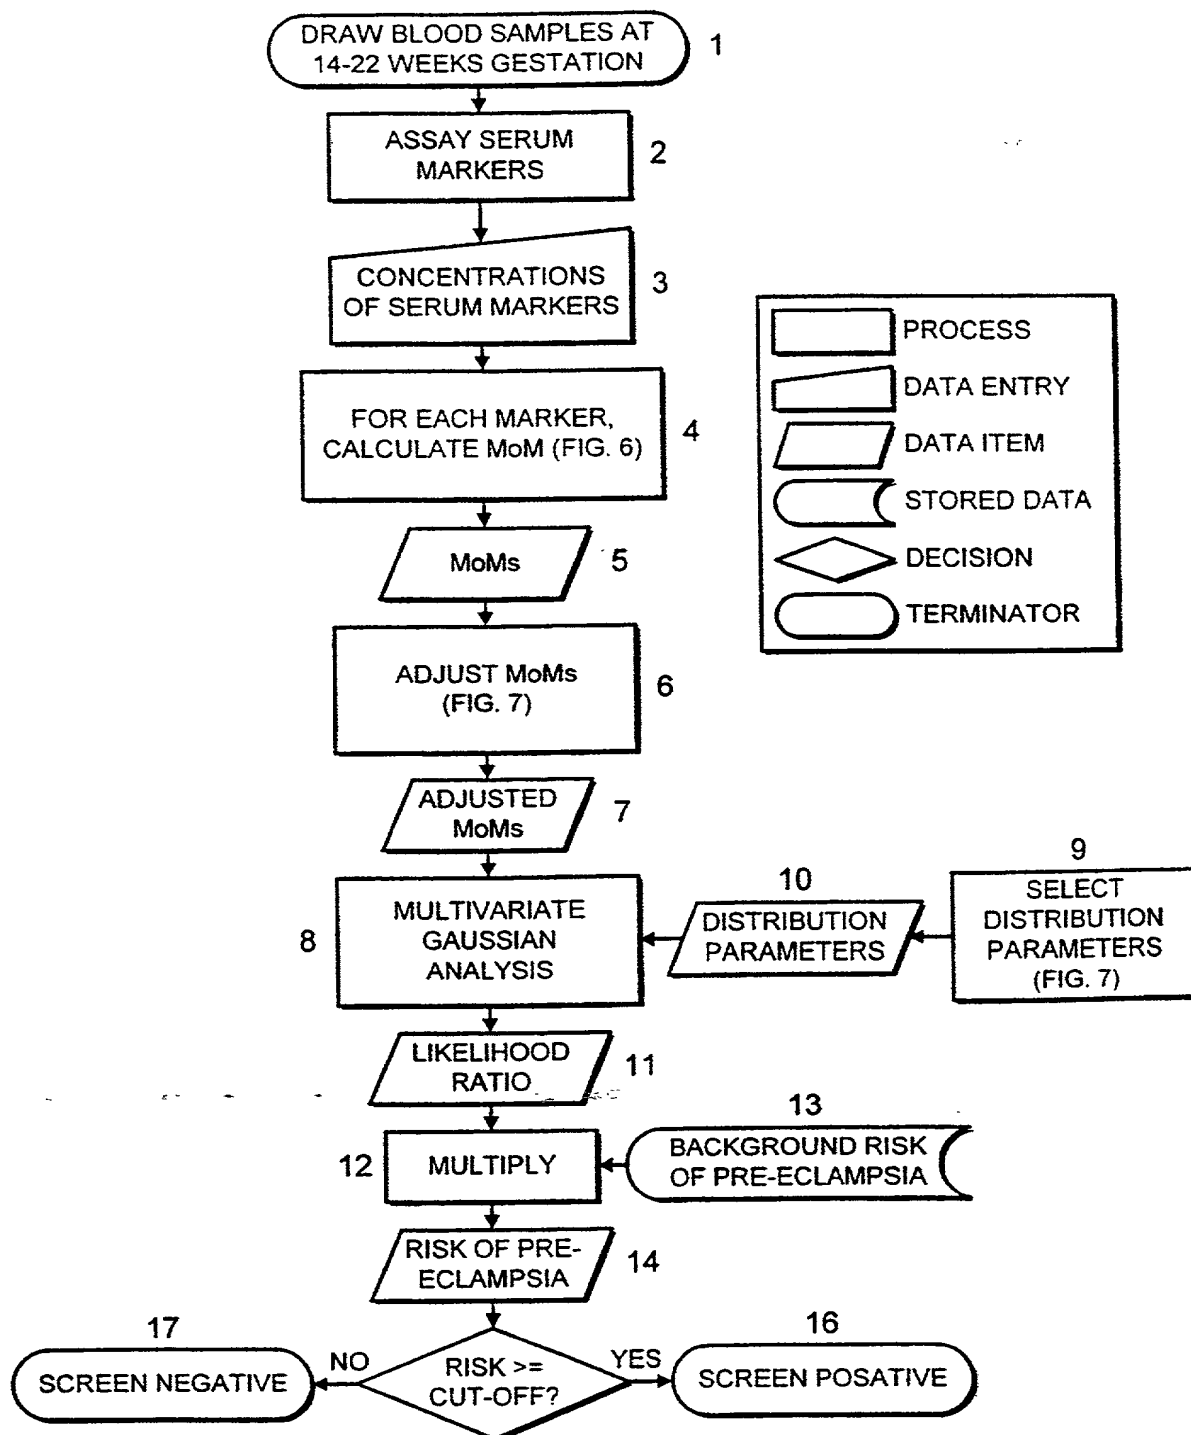 DRAW BLOOD SAMPLES AT
14-22 WEEKS GESTATION
1
ASSAY SERUM
MARKERS
2
CONCENTRATIONS
OF SERUM MARKERS
3
FOR EACH MARKER,
CALCULATE MoM (FIG. 6)
4
MoMs
5
ADJUST MoMs
(FIG. 7)
6
ADJUSTED
MoMs
7
8
MULTIVARIATE
GAUSSIAN
ANALYSIS
10
DISTRIBUTION
PARAMETERS
9
SELECT
DISTRIBUTION
PARAMETERS
(FIG. 7)
LIKELIHOOD
RATIO
11
12
MULTIPLY
13
BACKGROUND RISK
OF PRE-ECLAMPSIA
RISK OF PRE-
ECLAMPSIA
14
RISK >=
CUT-OFF?
NO
17
SCREEN NEGATIVE
YES
16
SCREEN POSATIVE
PROCESS
DATA ENTRY
DATA ITEM
STORED DATA
DECISION
TERMINATOR